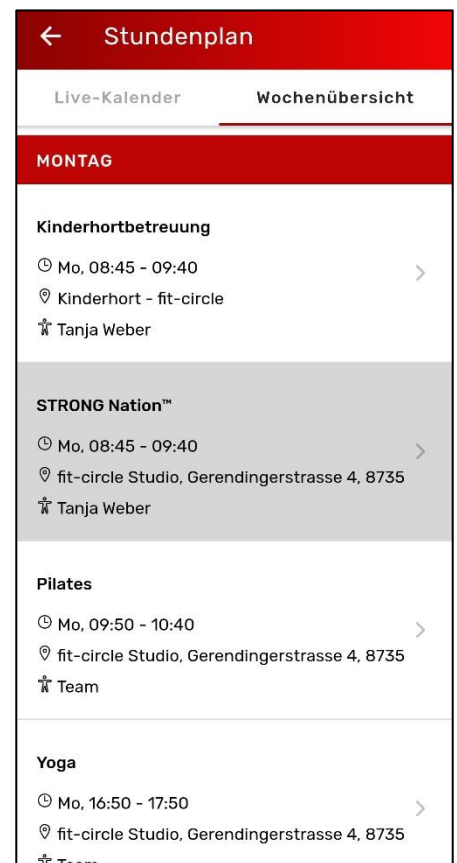 Stundenplan
Live-Kalender Wochenübersicht
MONTAG
Kinderhortbetreuung
Mo, 08:45 - 09:40
Kinderhort - fit-circle
Tanja Weber
STRONG Nation™
Mo, 08:45 - 09:40
fit-circle Studio, Gerendingerstrasse 4, 8735
Tanja Weber
Pilates
Mo, 09:50 - 10:40
fit-circle Studio, Gerendingerstrasse 4, 8735
Team
Yoga
Mo, 16:50 - 17:50
fit-circle Studio, Gerendingerstrasse 4, 8735
Team